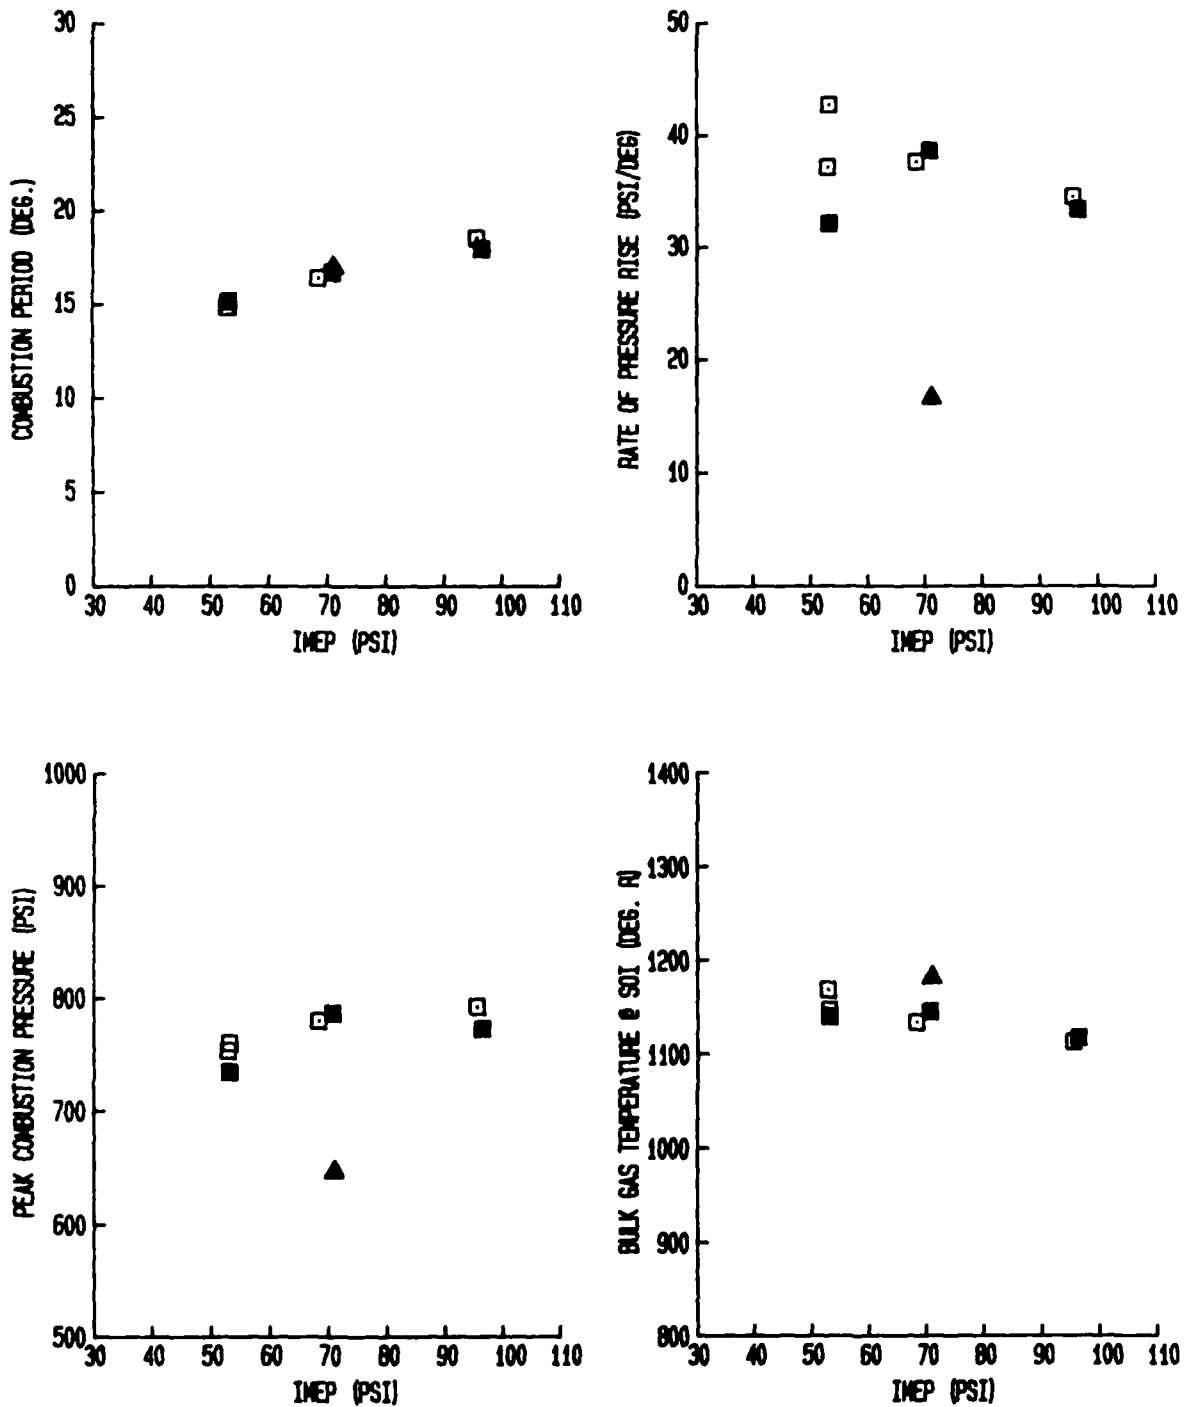 30
25
20
15
10
5
0
COMBUSTION PERIOD (DEG.)
30 40 50 60 70 80 90 100 110
IMEP (PSI)
50
40
30
20
10
0
RATE OF PRESSURE RISE (PSI/DEG)
30 40 50 60 70 80 90 100 110
IMEP (PSI)
1000
900
800
700
600
500
PEAK COMBUSTION PRESSURE (PSI)
30 40 50 60 70 80 90 100 110
IMEP (PSI)
1400
1300
1200
1100
1000
900
800
BULK GAS TEMPERATURE @ SOI (DEG. R)
30 40 50 60 70 80 90 100 110
IMEP (PSI)